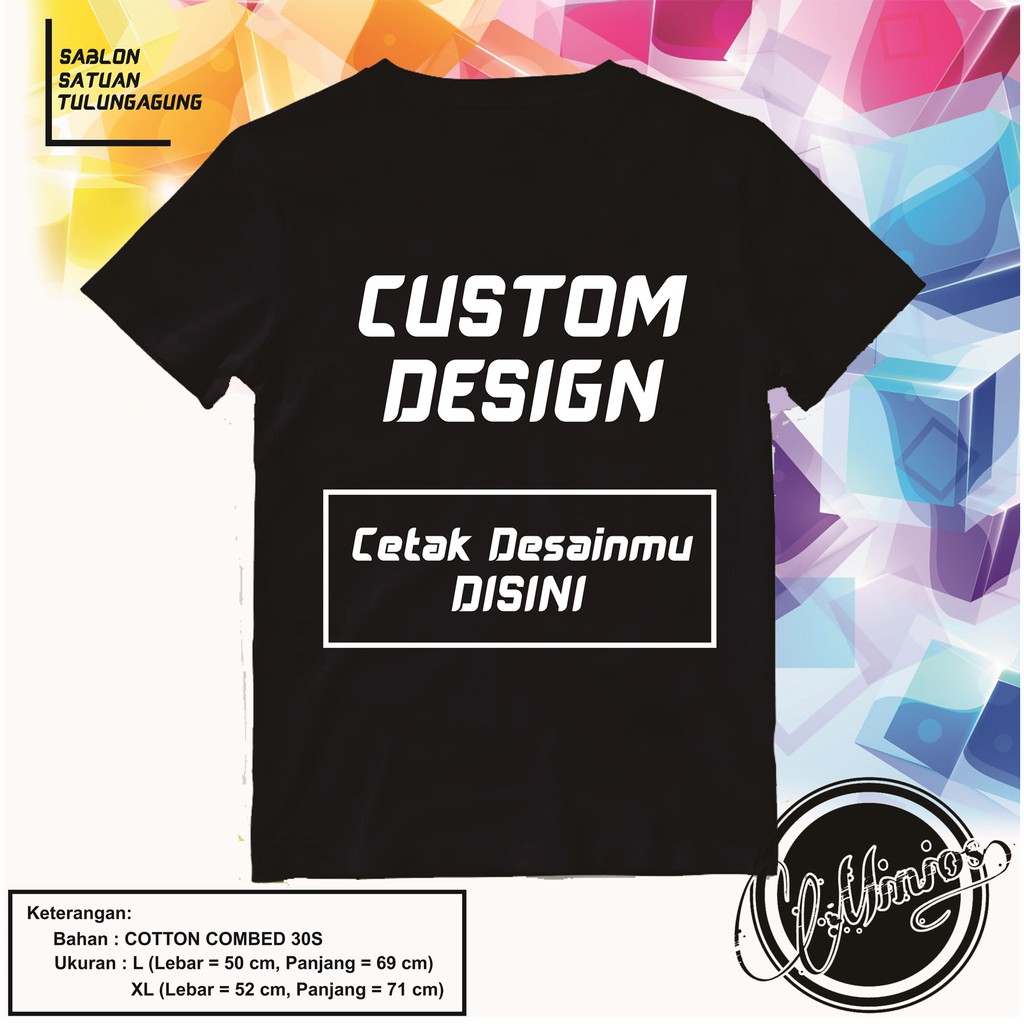 SABLON
SATUAN
TULUNGAGUNG
CUSTOM
DESIGN
Cetak Desainmu
DISINI
Keterangan:
Bahan : COTTON COMBED 30S
Ukuran : L (Lebar = 50 cm, Panjang = 69 cm)
XL (Lebar = 52 cm, Panjang = 71 cm)